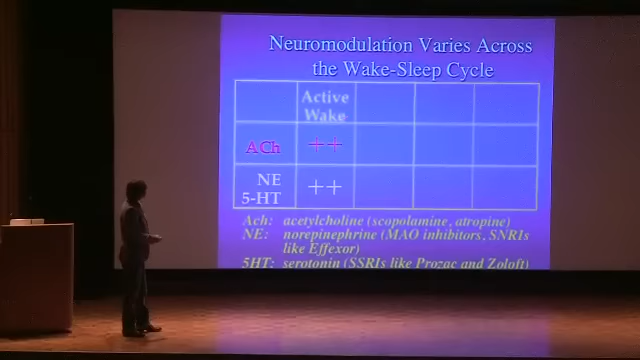 Neuromodulation Varies Across
the Wake-Sleep Cycle
Active
Wake
ACh ++
NE
5-HT ++
Ach: acetylcholine (scopolamine, atropine)
NE: norepinephrine (MAO inhibitors, SNRIs
like Effexor)
5HT: serotonin (SSRIs like Prozac and Zoloft)